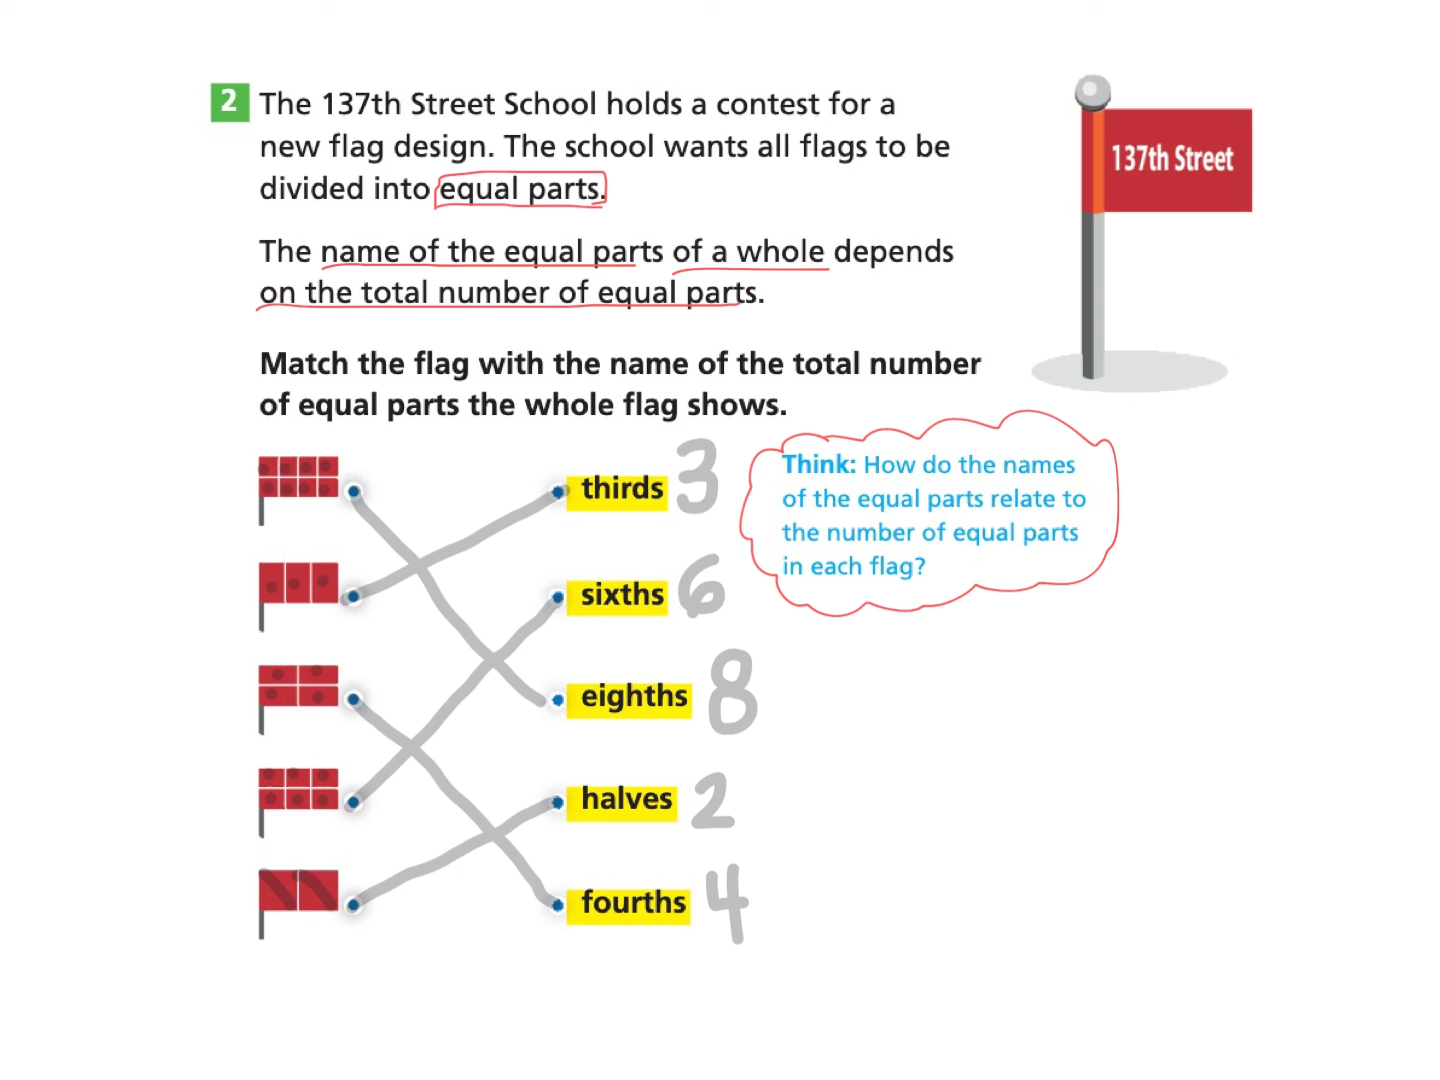 2 The 137th Street School holds a contest for a
new flag design. The school wants all flags to be
divided into equal parts.
137th Street
The name of the equal parts of a whole depends
on the total number of equal parts.
Match the flag with the name of the total number
of equal parts the whole flag shows.
thirds 3
sixths 6
eighths 8
halves 2
fourths 4
Think: How do the names
of the equal parts relate to
the number of equal parts
in each flag?